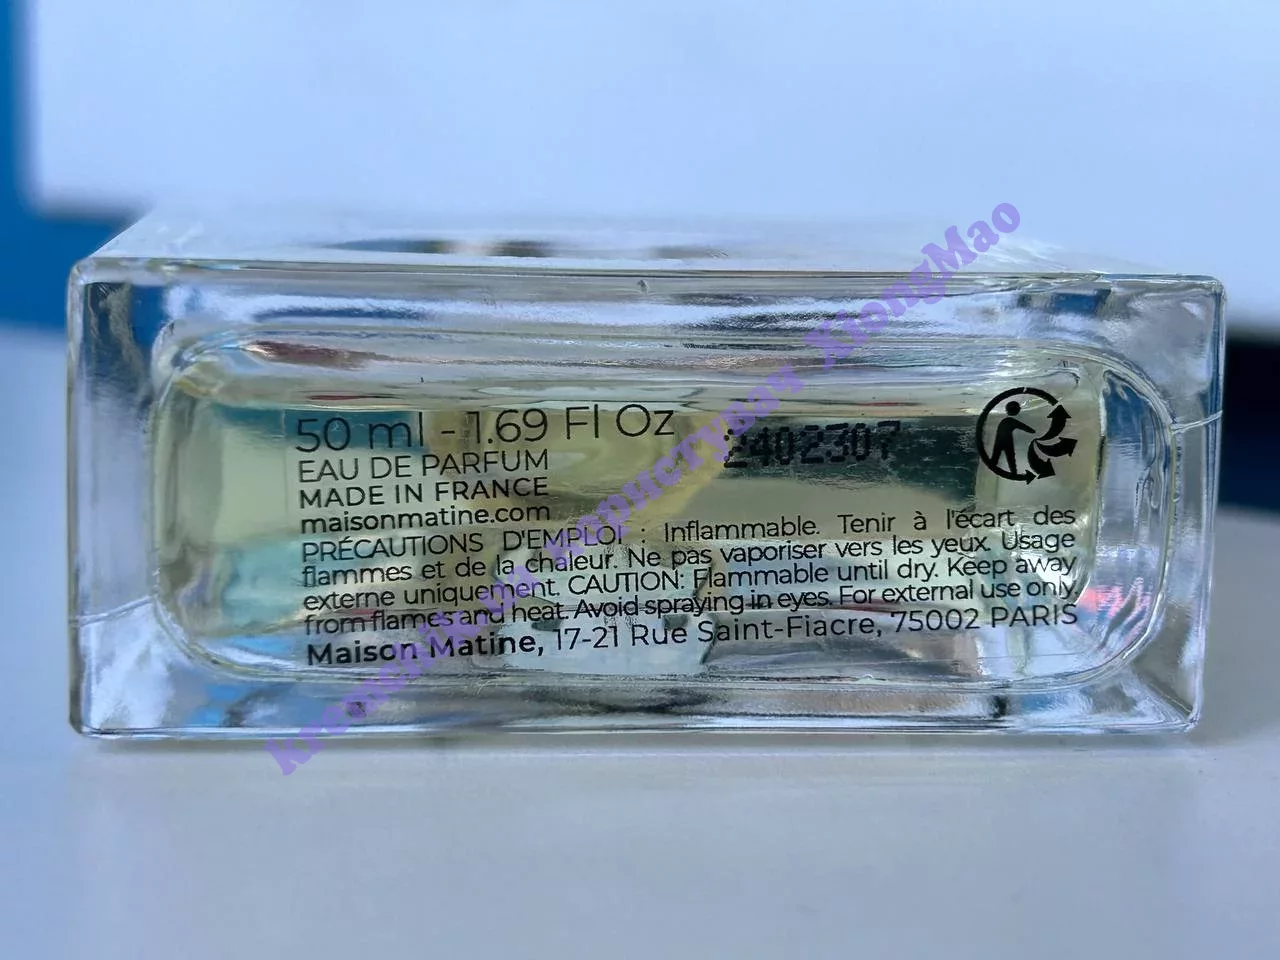 50 ml - 1.69 Fl Oz
EAU DE PARFUM
MADE IN FRANCE
maisonmatine.com
2402307
PRÉCAUTIONS D'EMPLOI : Inflammable. Tenir à l'écart des
flammes et de la chaleur. Ne pas vaporiser vers les yeux. Usage
externe uniquement. CAUTION: Flammable until dry. Keep away
from flames and heat. Avoid spraying in eyes. For external use only.
Maison Matine, 17-21 Rue Saint-Fiacre, 75002 PARIS
XiongMao